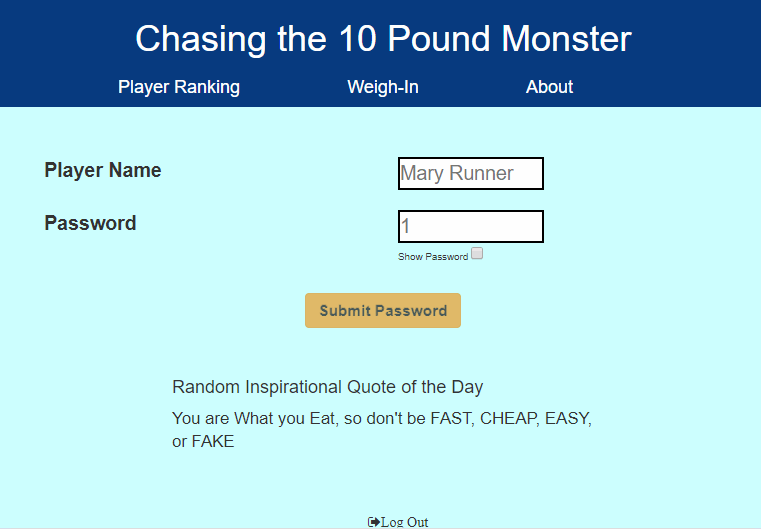 Chasing the 10 Pound Monster
Player Ranking Weigh-In About
Player Name Mary Runner
Password 1
Show Password
Submit Password
Random Inspirational Quote of the Day
You are What you Eat, so don't be FAST, CHEAP, EASY,
or FAKE
Log Out